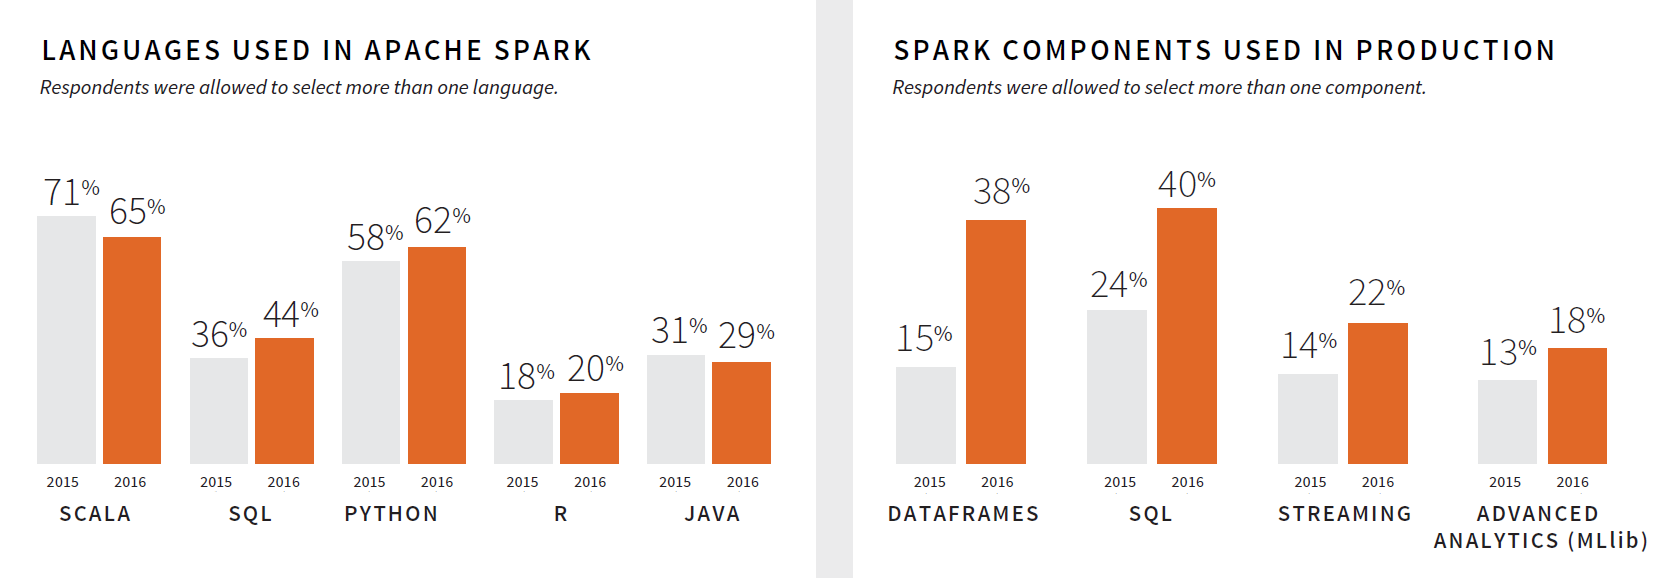 LANGUAGES USED IN APACHE SPARK
Respondents were allowed to select more than one language.
71% 65%
36% 44%
58% 62%
18% 20%
31% 29%
2015 2016 2015 2016 2015 2016 2015 2016 2015 2016
SCALA SQL PYTHON R JAVA
SPARK COMPONENTS USED IN PRODUCTION
Respondents were allowed to select more than one component.
15% 38%
24% 40%
14% 22%
13% 18%
2015 2016 2015 2016 2015 2016 2015 2016
DATAFRAMES SQL STREAMING ADVANCED
ANALYTICS (MLlib)